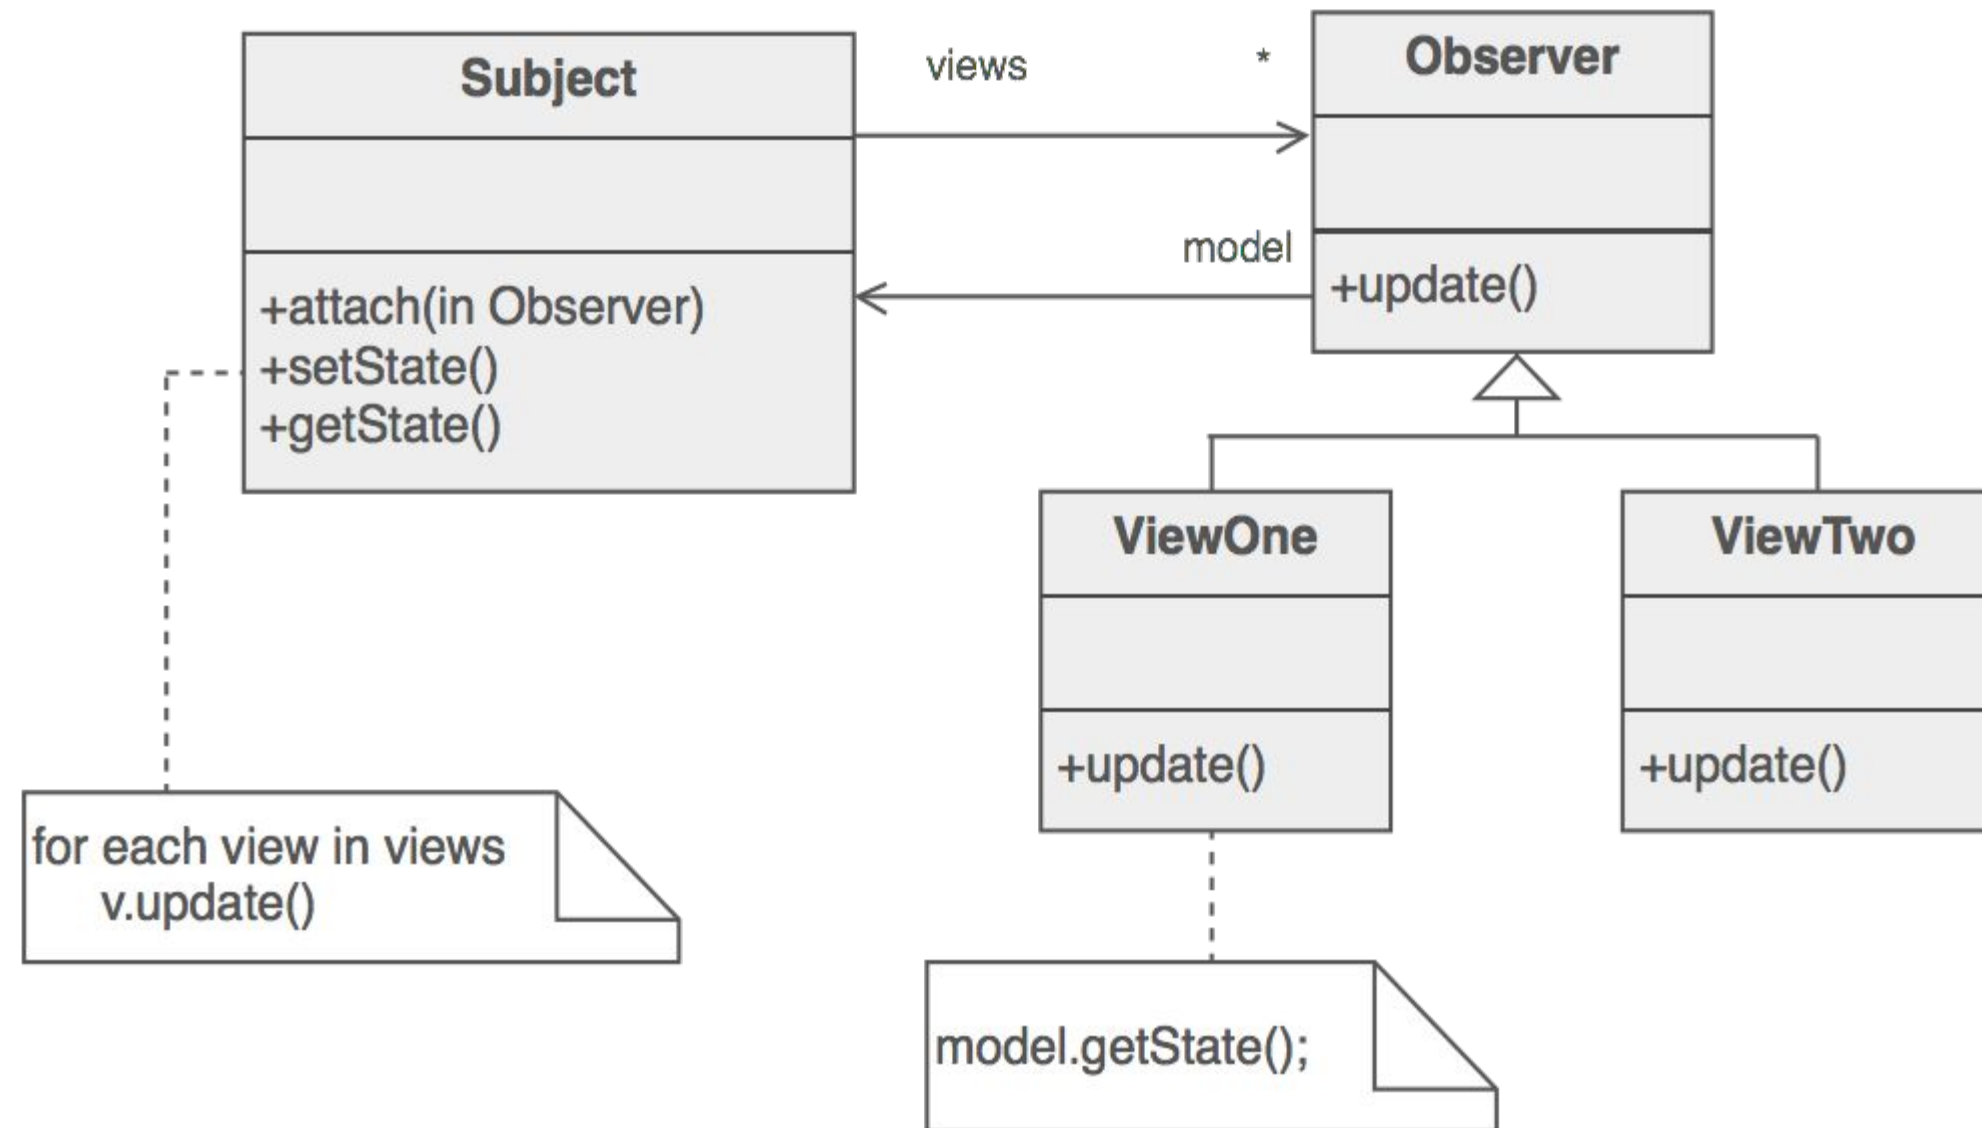 Subject
+attach(in Observer)
+setState()
+getState()
views
*
model
Observer
+update()
ViewOne
+update()
ViewTwo
+update()
for each view in views
v.update()
model.getState();